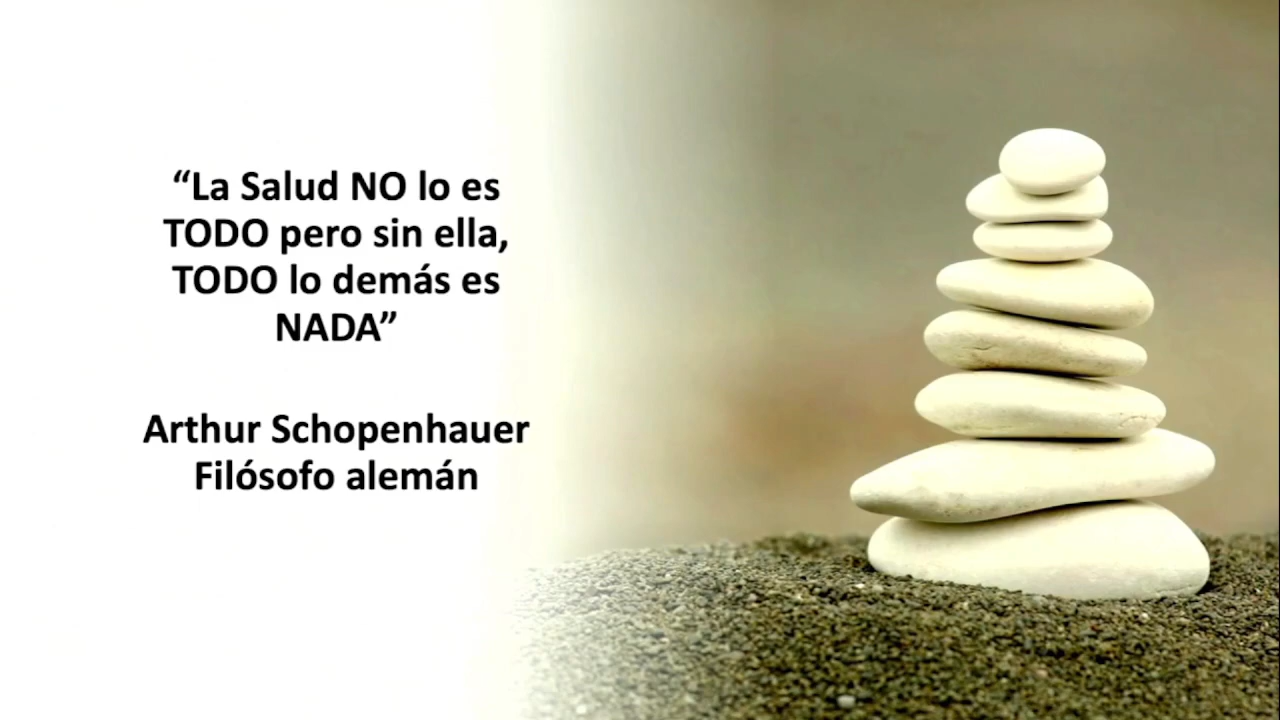 “La Salud NO lo es
TODO pero sin ella,
TODO lo demás es
NADA”
Arthur Schopenhauer
Filósofo alemán